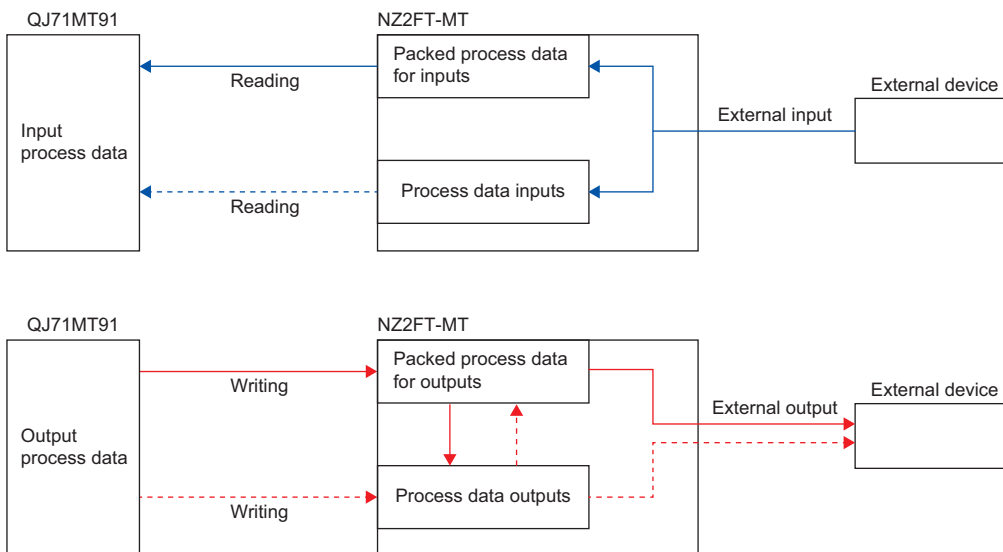 QJ71MT91
NZ2FT-MT
Packed process data
for inputs
Reading
External device
External input
Input
process data
Process data inputs
Reading
QJ71MT91
NZ2FT-MT
Packed process data
for outputs
Writing
External device
External output
Output
process data
Process data outputs
Writing